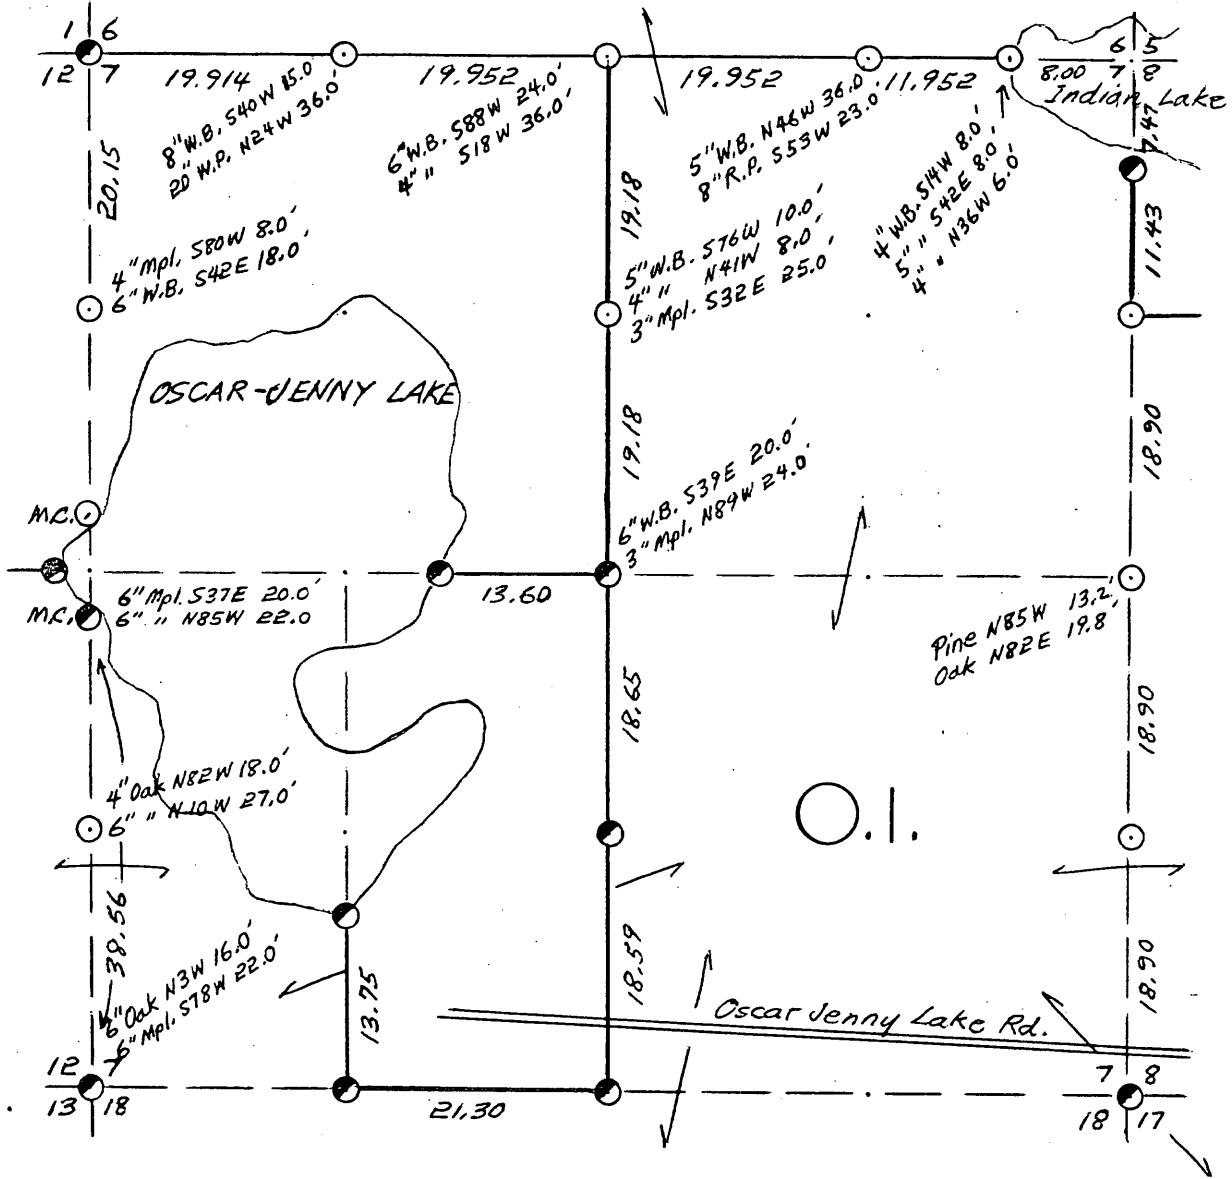 1 6
12 7
19.914
19.952
19.952
11.952
8.00
6 5
7 8
Indian Lake
8" W.B. S40W 15.0'
20" W.P. N24W 36.0'
6" W.B. S88W 24.0'
4" " S18W 36.0'
5" W.B. N46W 36.0'
8" R.P. S53W 23.0'
4" W.B. S14W 8.0'
5" " S42E 8.0'
4" " N36W 6.0'
7.47
20.15
19.18
11.43
4" Mpl. S80W 8.0'
6" W.B. S42E 18.0'
5" W.B. S76W 10.0'
4" " N41W 8.0'
3" Mpl. S32E 25.0'
OSCAR-JENNY LAKE
19.18
18.90
6" W.B. S39E 20.0'
3" Mpl. N89W 24.0'
M.C.
M.C.
6" Mpl. S37E 20.0'
6" " N85W 22.0
13.60
Pine N85W 13.2'
Oak N82E 19.8'
18.65
18.90
4" Oak N82W 18.0'
6" " N10W 27.0'
O.I.
38.56
6" Oak N3W 16.0'
6" Mpl. S78W 22.0'
13.75
18.59
18.90
Oscar Jenny Lake Rd.
12 7
13 18
21.30
7 8
18 17